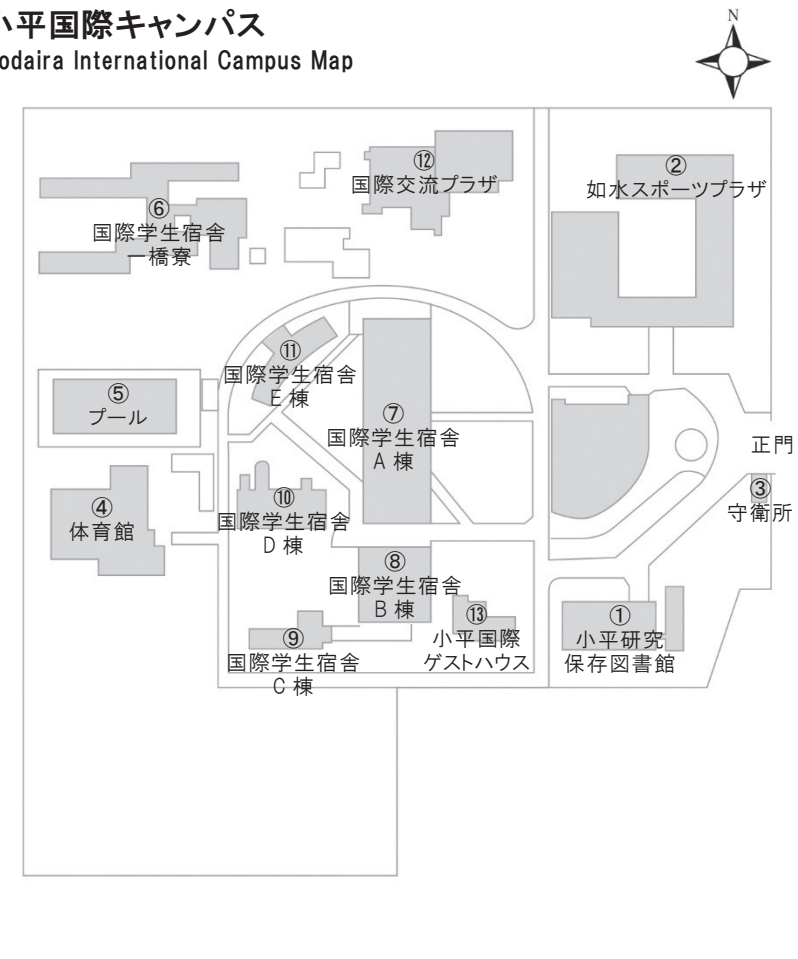 小平国際キャンパス
odaira International Campus Map
N
⑫
国際交流プラザ
②
如水スポーツプラザ
⑥
国際学生宿舎
一橋寮
⑪
国際学生宿舎
E 棟
⑤
プール
⑦
国際学生宿舎
A 棟
正門
③
守衛所
④
体育館
⑩
国際学生宿舎
D 棟
⑧
国際学生宿舎
B 棟
⑬
小平国際
ゲストハウス
①
小平研究
保存図書館
⑨
国際学生宿舎
C 棟